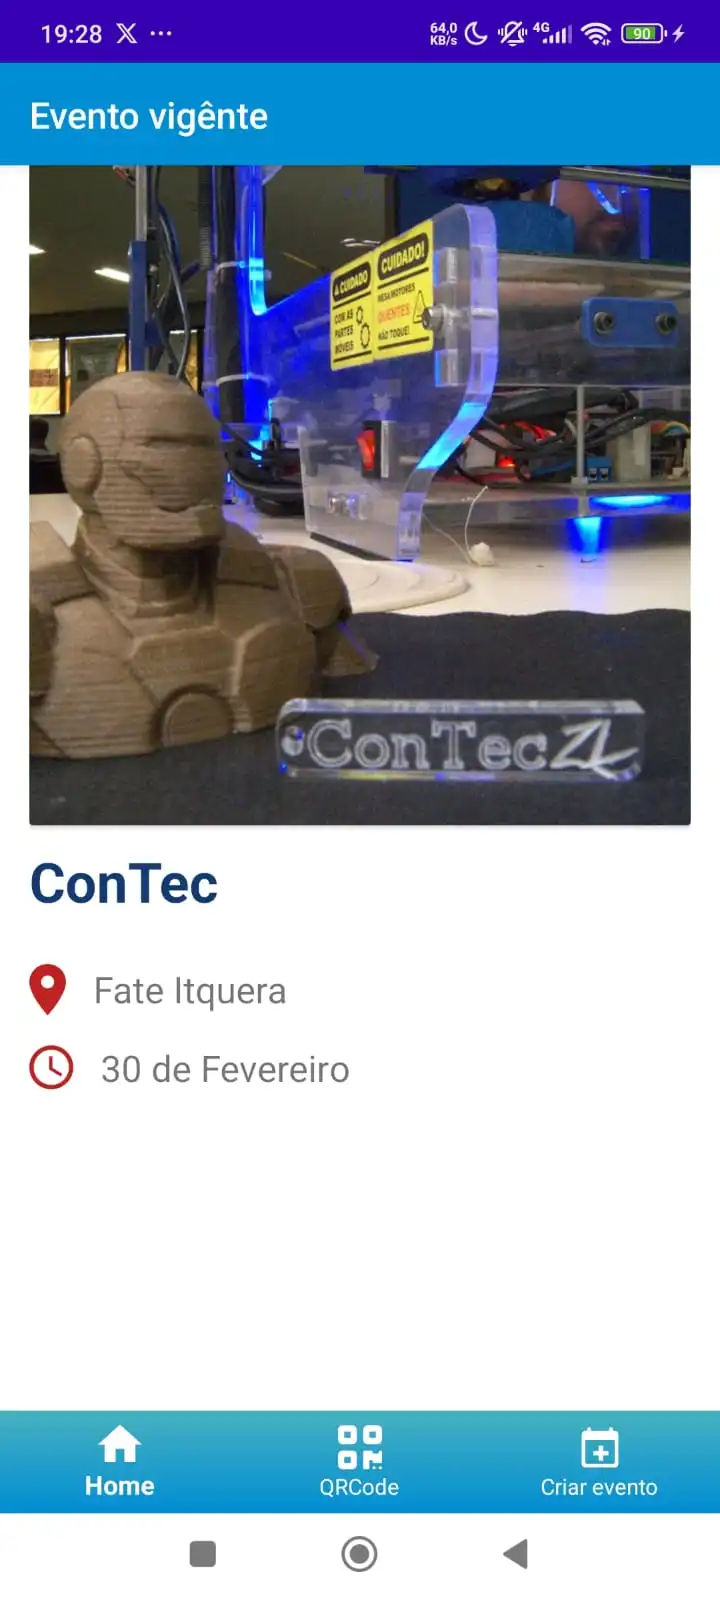 19:28
64,0
KB/s
4G
90
Evento vigênte
CUIDADO
COM AS
PARTES
MÓVEIS
CUIDADO!
MESA/MOTORES
QUENTES
NÃO TOQUE!
ConTecZL
ConTec
Fate Itquera
30 de Fevereiro
Home
QRCode
Criar evento